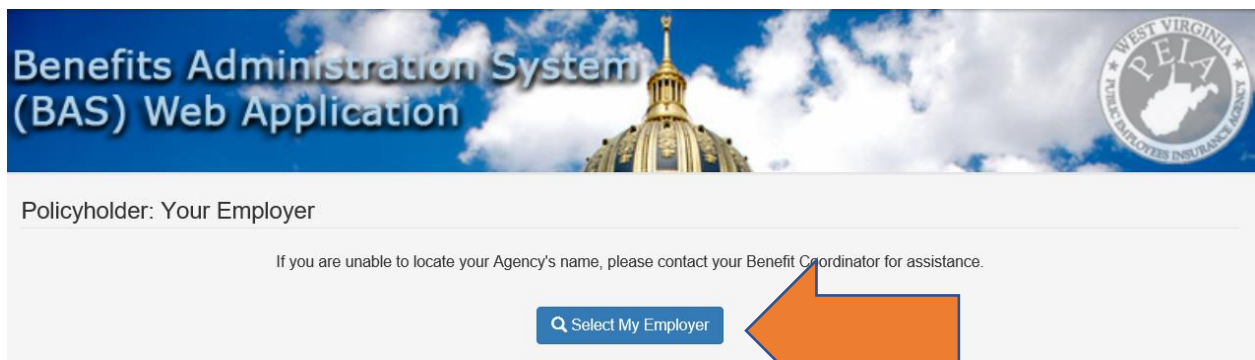 Benefits Administration System
(BAS) Web Application
WEST VIRGINIA
PEIA
PUBLIC EMPLOYEES INSURANCE AGENCY
Policyholder: Your Employer
If you are unable to locate your Agency's name, please contact your Benefit Coordinator for assistance.
Select My Employer